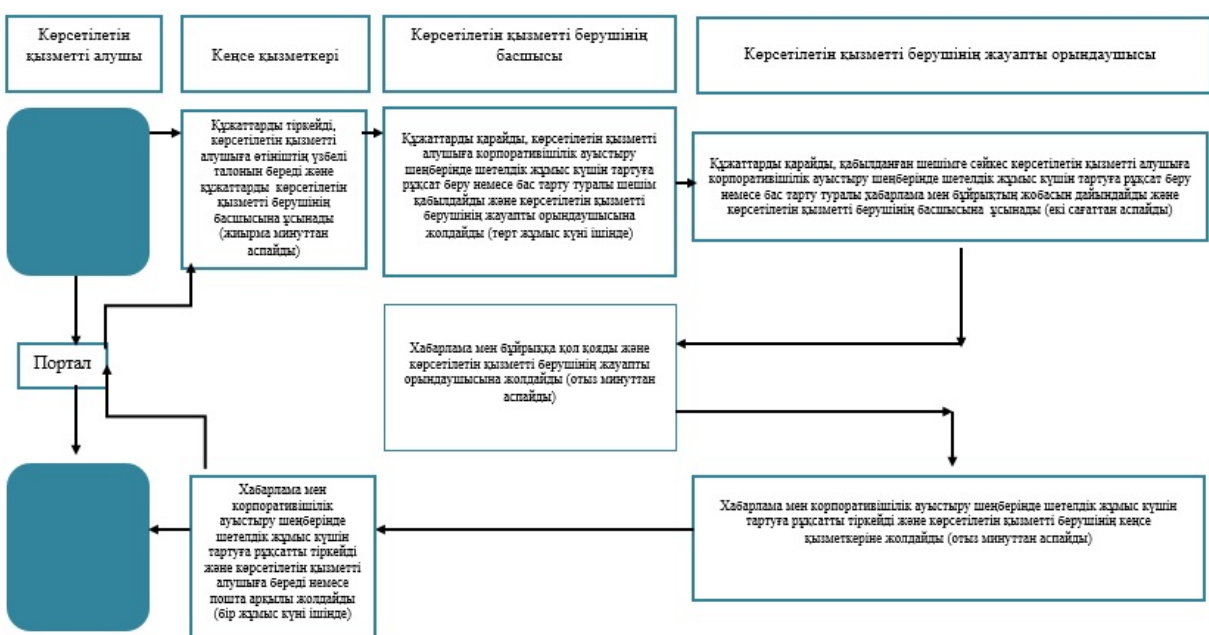 Көрсетілетін
қызметті алушы
Кеңсе қызметкері
Көрсетілетін қызметті берушінің
басшысы
Көрсетілетін қызметті берушінің жауапты орындаушысы
Құжаттарды тіркейді,
көрсетілетін қызметті
алушыға өтініштің үзбелі
талонын береді және
құжаттарды көрсетілетін
қызметті берушінің
басшысына ұсынады
(жиырма минуттан
аспайды)
Құжаттарды қарайды, көрсетілетін қызметті
алушыға корпоративішілік ауыстыру
шеңберінде шетелдік жұмыс күшін тартуға
рұқсат беру немесе бас тарту туралы шешім
қабылдайды және көрсетілетін қызметті
берушінің жауапты орындаушысына
жолдайды (төрт жұмыс күні ішінде)
Құжаттарды қарайды, қабылданған шешімге сәйкес көрсетілетін қызметті алушыға
корпоративішілік ауыстыру шеңберінде шетелдік жұмыс күшін тартуға рұқсат беру
немесе бас тарту туралы хабарлама мен бұйрықтың жобасын дайындайды және
көрсетілетін қызметті берушінің басшысына ұсынады (екі сағаттан аспайды)
Портал
Хабарлама мен бұйрыққа қол қояды және
көрсетілетін қызметті берушінің жауапты
орындаушысына жолдайды (отыз минуттан
аспайды)
Хабарлама мен
корпоративішілік
ауыстыру шеңберінде
шетелдік жұмыс күшін
тартуға рұқсатты тіркейді
және көрсетілетін қызметті
алушыға береді немесе
пошта арқылы жолдайды
(бір жұмыс күні ішінде)
Хабарлама мен корпоративішілік ауыстыру шеңберінде шетелдік жұмыс күшін
тартуға рұқсатты тіркейді және көрсетілетін қызметті берушінің кеңсе
қызметкеріне жолдайды (отыз минуттан аспайды)